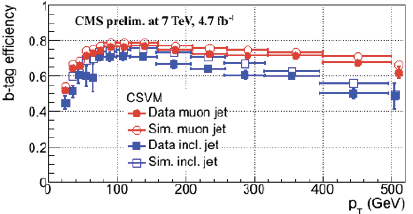 CMS prelim. at 7 TeV, 4.7 fb⁻¹
b-tag efficiency
1
0.8
0.6
0.4
0.2
0
CSVM
Data muon jet
Sim. muon jet
Data incl. jet
Sim. incl. jet
0 100 200 300 400 500
p_T (GeV)